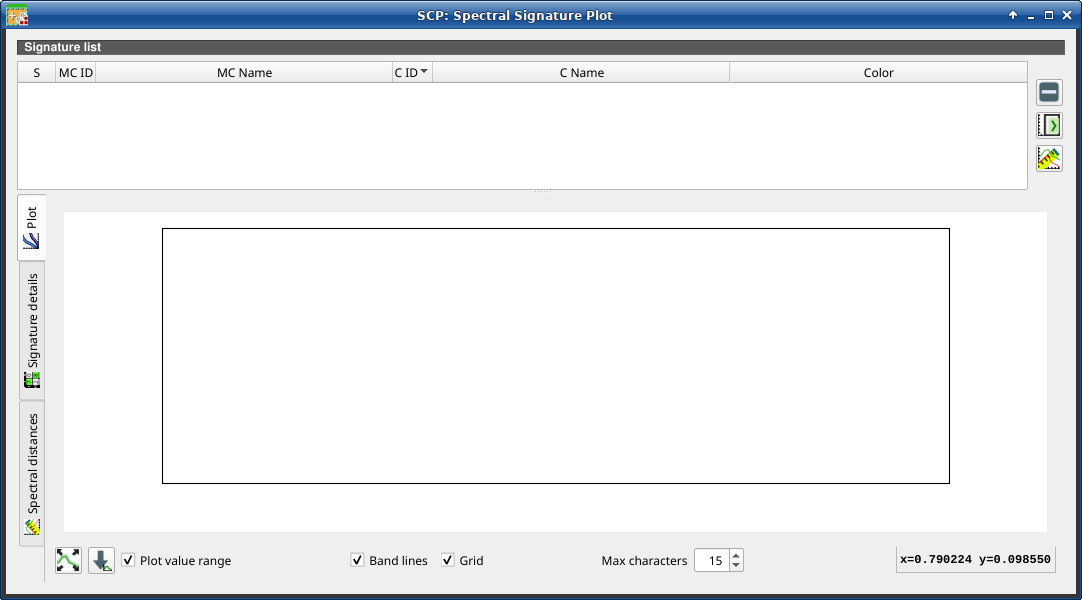 SCP: Spectral Signature Plot
Signature list
S MC ID MC Name C ID C Name Color
Plot
Signature details
Spectral distances
Plot value range Band lines Grid Max characters 15 x=0.790224 y=0.098550